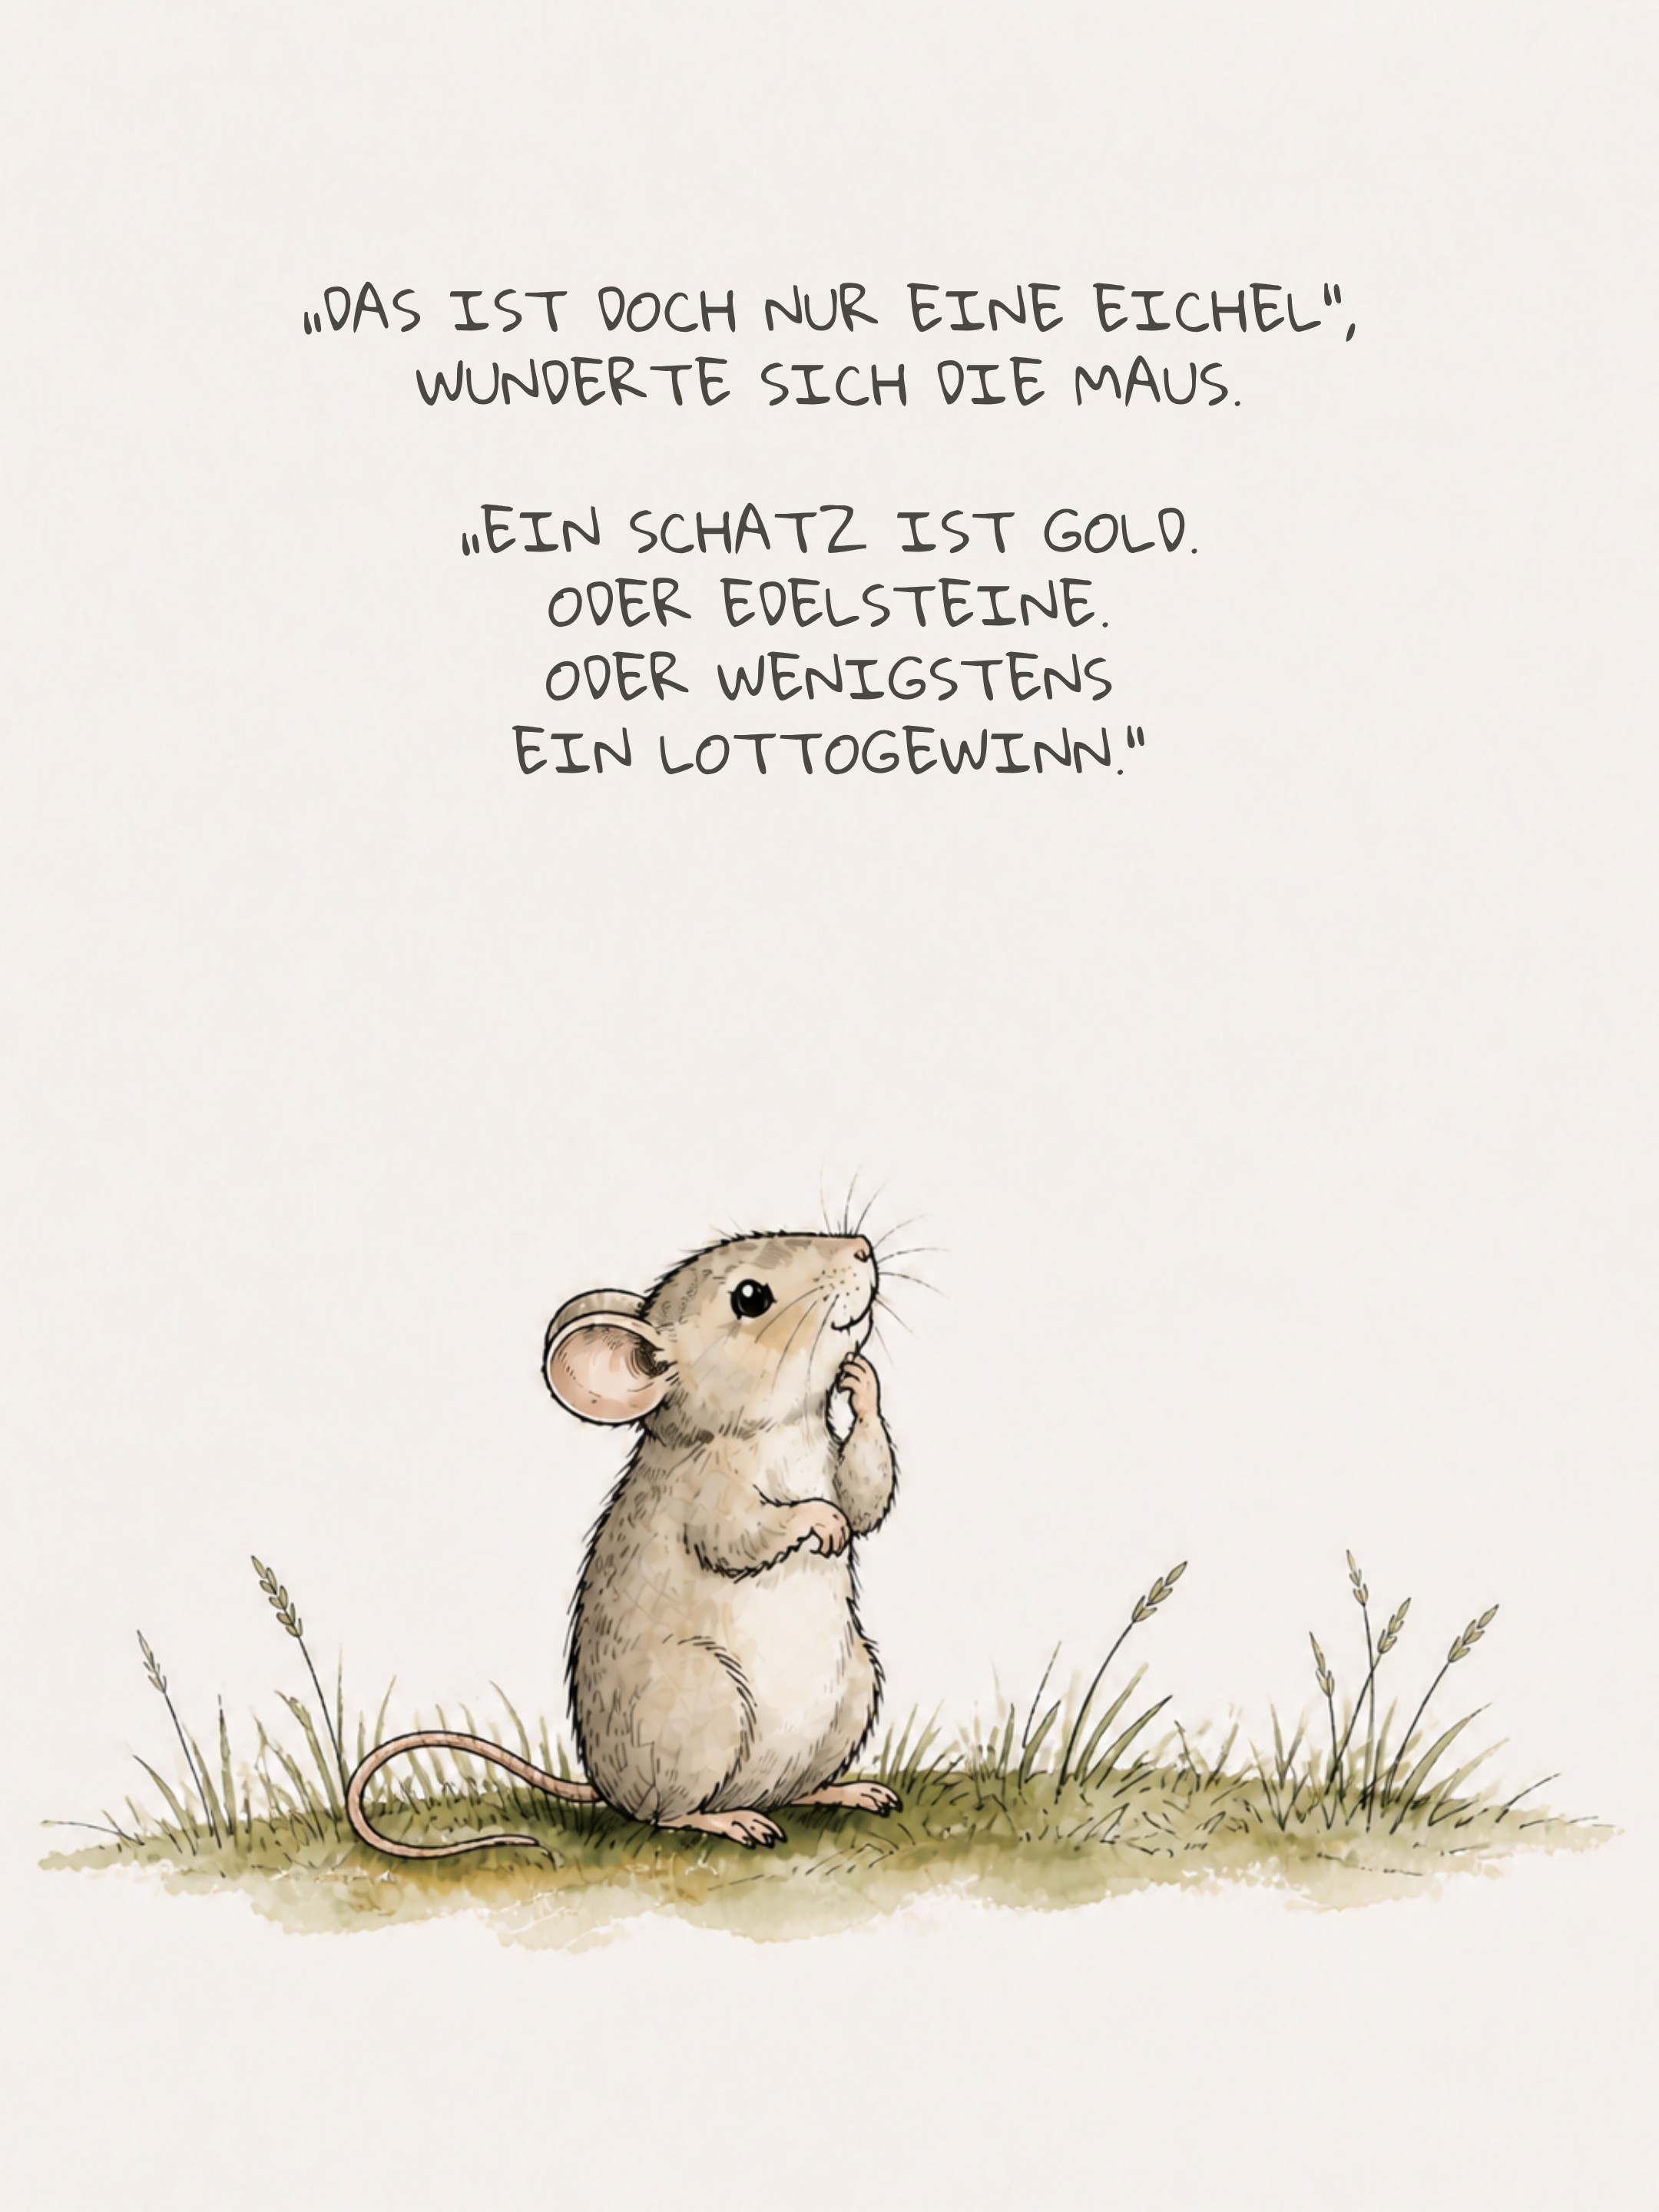 „DAS IST DOCH NUR EINE EICHEL",
WUNDERTE SICH DIE MAUS.
„EIN SCHATZ IST GOLD.
ODER EDELSTEINE.
ODER WENIGSTENS
EIN LOTTOGEWINN."